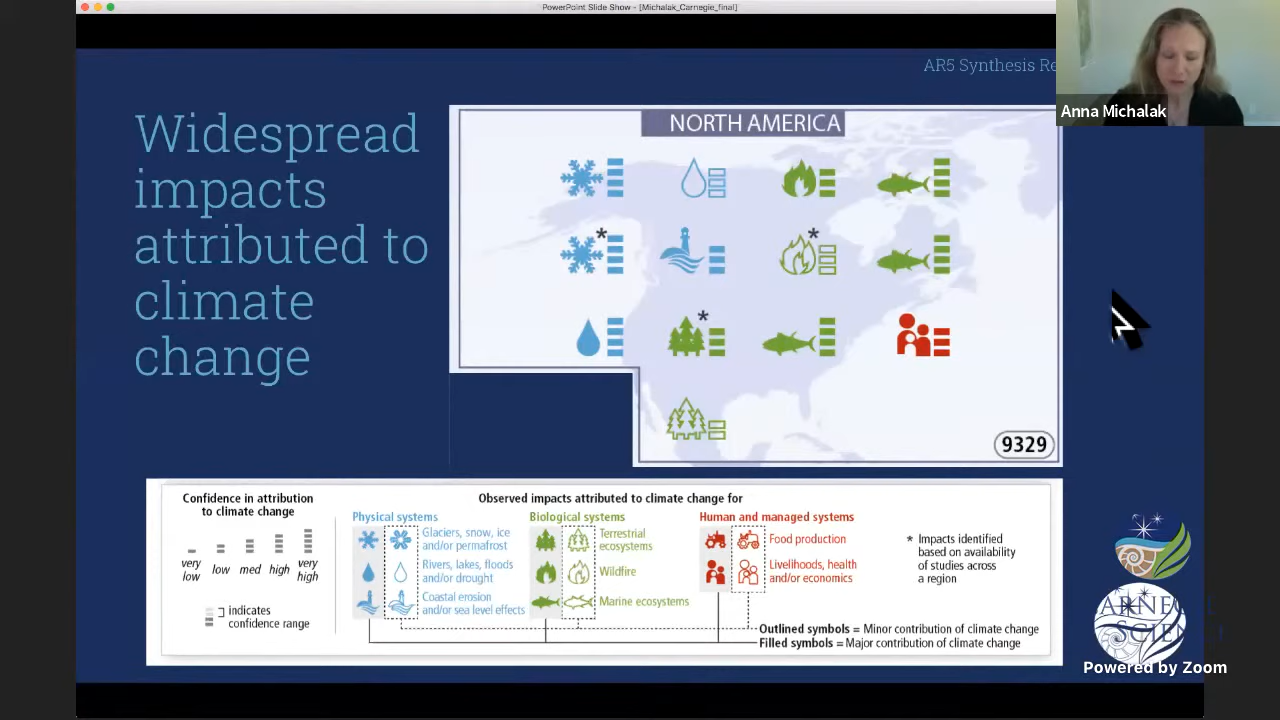 PowerPoint Slide Show - [Michalak_Carnegie_final]
AR5 Synthesis Re
Anna Michalak
Widespread
impacts
attributed to
climate
change
NORTH AMERICA
*
*
*
9329
Confidence in attribution
to climate change
very
low
low
med
high
very
high
indicates
confidence range
Observed impacts attributed to climate change for
Physical systems
Glaciers, snow, ice
and/or permafrost
Rivers, lakes, floods
and/or drought
Coastal erosion
and/or sea level effects
Biological systems
Terrestrial
ecosystems
Wildfire
Marine ecosystems
Human and managed systems
Food production
Livelihoods, health
and/or economics
* Impacts identified
based on availability
of studies across
a region
Outlined symbols = Minor contribution of climate change
Filled symbols = Major contribution of climate change
Powered by Zoom